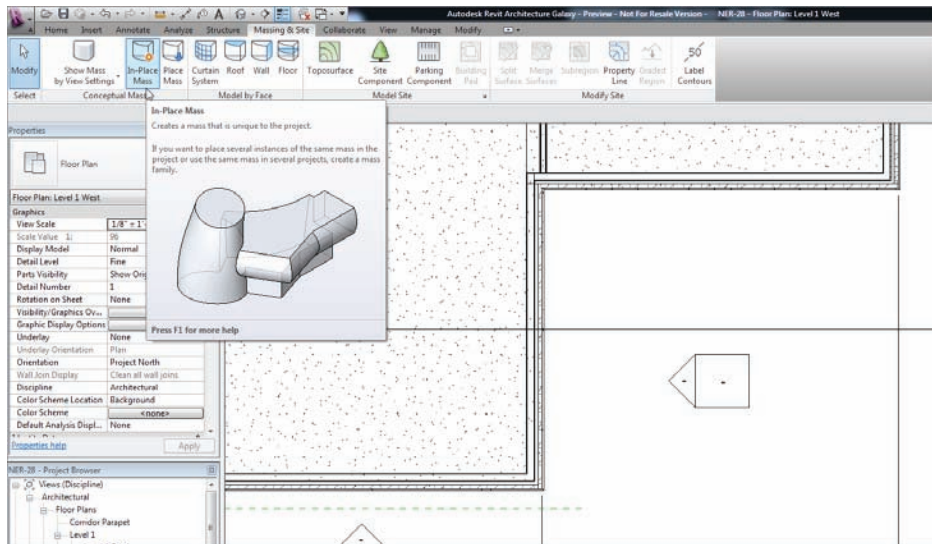 Autodesk Revit Architecture Galaxy - Preview - Not For Resale Version - NER-28 - Floor Plan: Level 1 West
Home Insert Annotate Analyze Structure Massing & Site Collaborate View Manage Modify
Modify
Show Mass by View Settings
In-Place Mass
Place Mass
Curtain System
Roof
Wall
Floor
Toposurface
Site Component
Parking Component
Building Pad
Split Surface
Merge Surfaces
Subregion
Property Line
Graded Region
50
Label Contours
Select
Conceptual Mass
Model by Face
Model Site
Modify Site
In-Place Mass
Creates a mass that is unique to the project.
If you want to place several instances of the same mass in the
project or use the same mass in several projects, create a mass
family.
Press F1 for more help
Properties
Floor Plan
Floor Plan: Level 1 West
Graphics
View Scale 1/8" = 1'
Scale Value 1: 96
Display Model Normal
Detail Level Fine
Parts Visibility Show Orig
Detail Number 1
Rotation on Sheet None
Visibility/Graphics Ov...
Graphic Display Options
Underlay None
Underlay Orientation Plan
Orientation Project North
Wall Join Display Clean all wall joins
Discipline Architectural
Color Scheme Location Background
Color Scheme <none>
Default Analysis Displ... None
Properties help Apply
NER-28 - Project Browser
Views (Discipline)
Architectural
Floor Plans
Corridor Parapet
Level 1